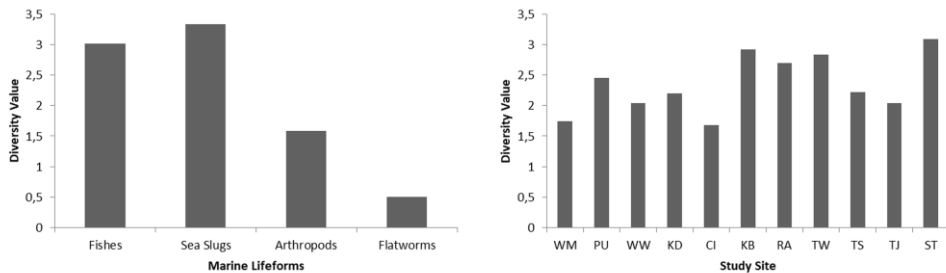 3,5
3
2,5
2
1,5
1
0,5
0
Diversity Value
Fishes Sea Slugs Arthropods Flatworms
Marine Lifeforms
3,5
3
2,5
2
1,5
1
0,5
0
Diversity Value
WM PU WW KD CI KB RA TW TS TJ ST
Study Site